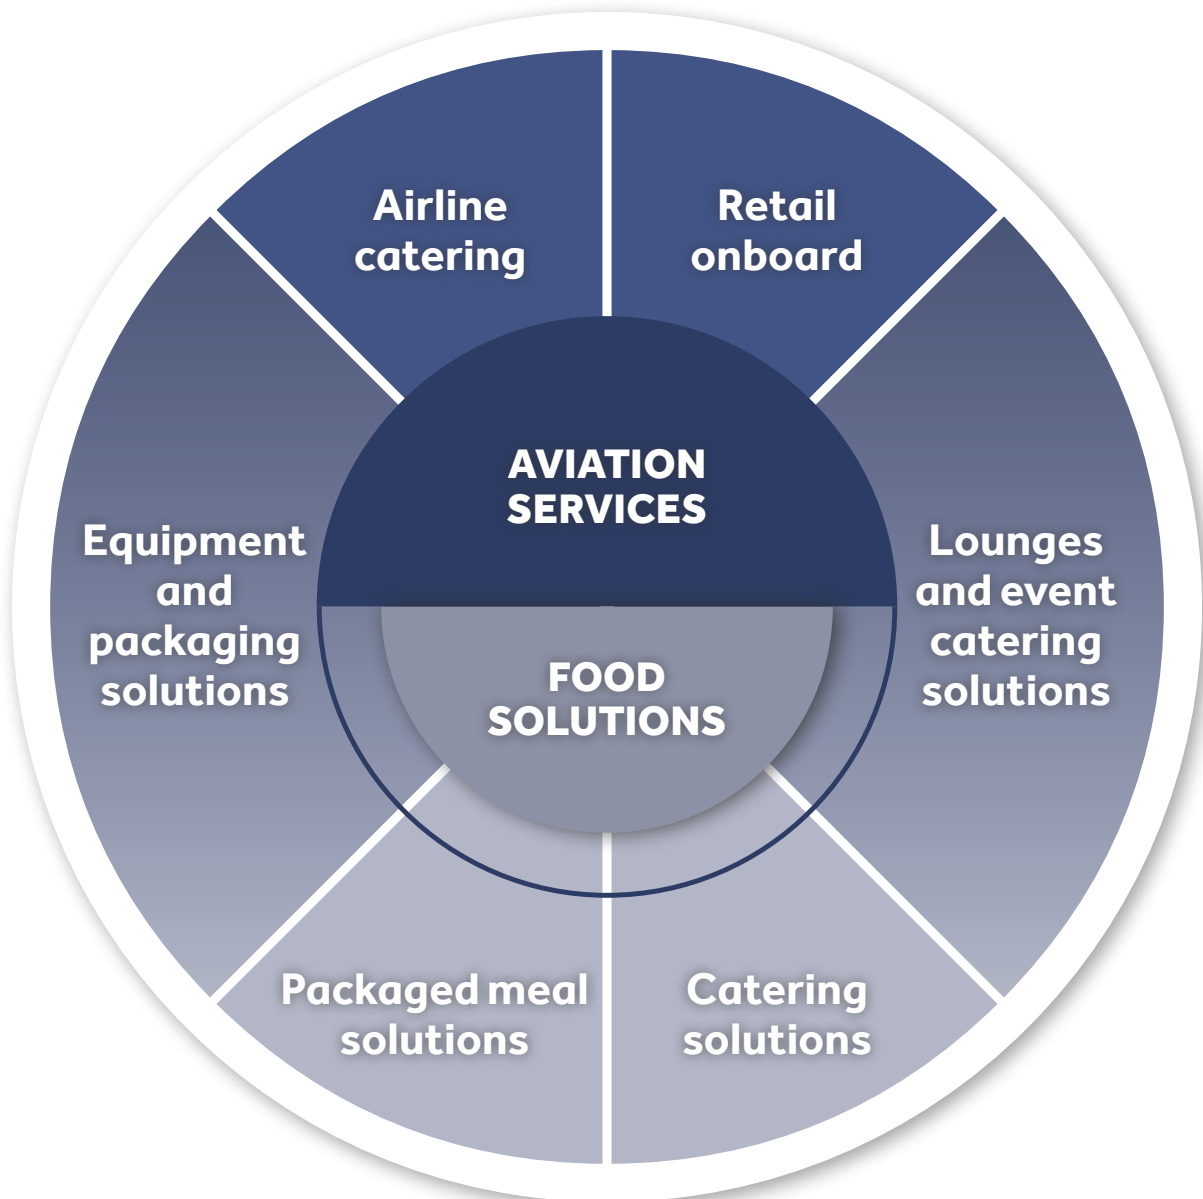 Airline
catering
Retail
onboard
AVIATION
SERVICES
Equipment
and
packaging
solutions
Lounges
and event
catering
solutions
FOOD
SOLUTIONS
Packaged meal
solutions
Catering
solutions